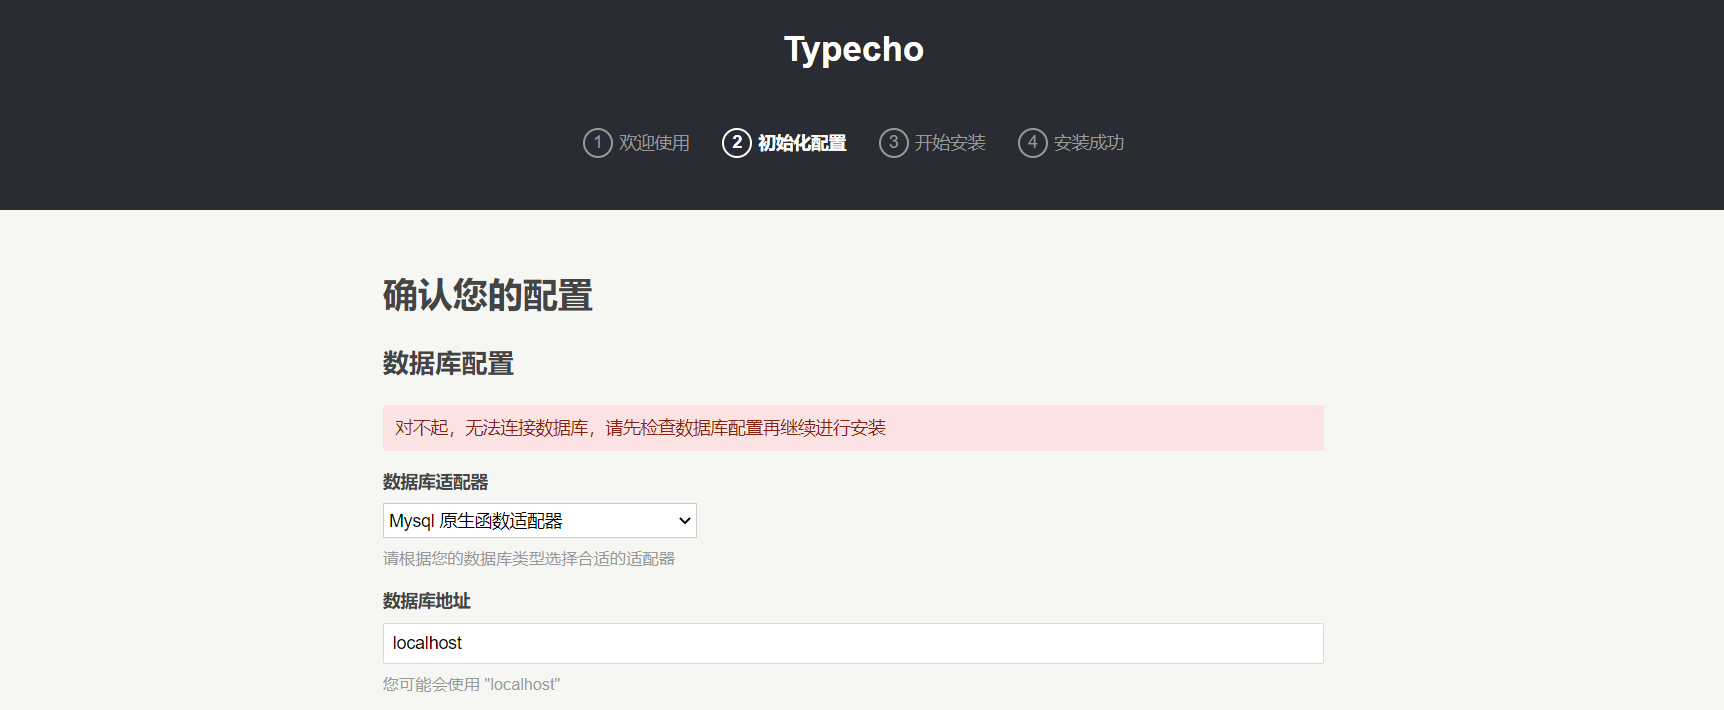 Typecho
1 欢迎使用 2 初始化配置 3 开始安装 4 安装成功
确认您的配置
数据库配置
对不起，无法连接数据库，请先检查数据库配置再继续进行安装
数据库适配器
Mysql 原生函数适配器
请根据您的数据库类型选择合适的适配器
数据库地址
localhost
您可能会使用 "localhost"